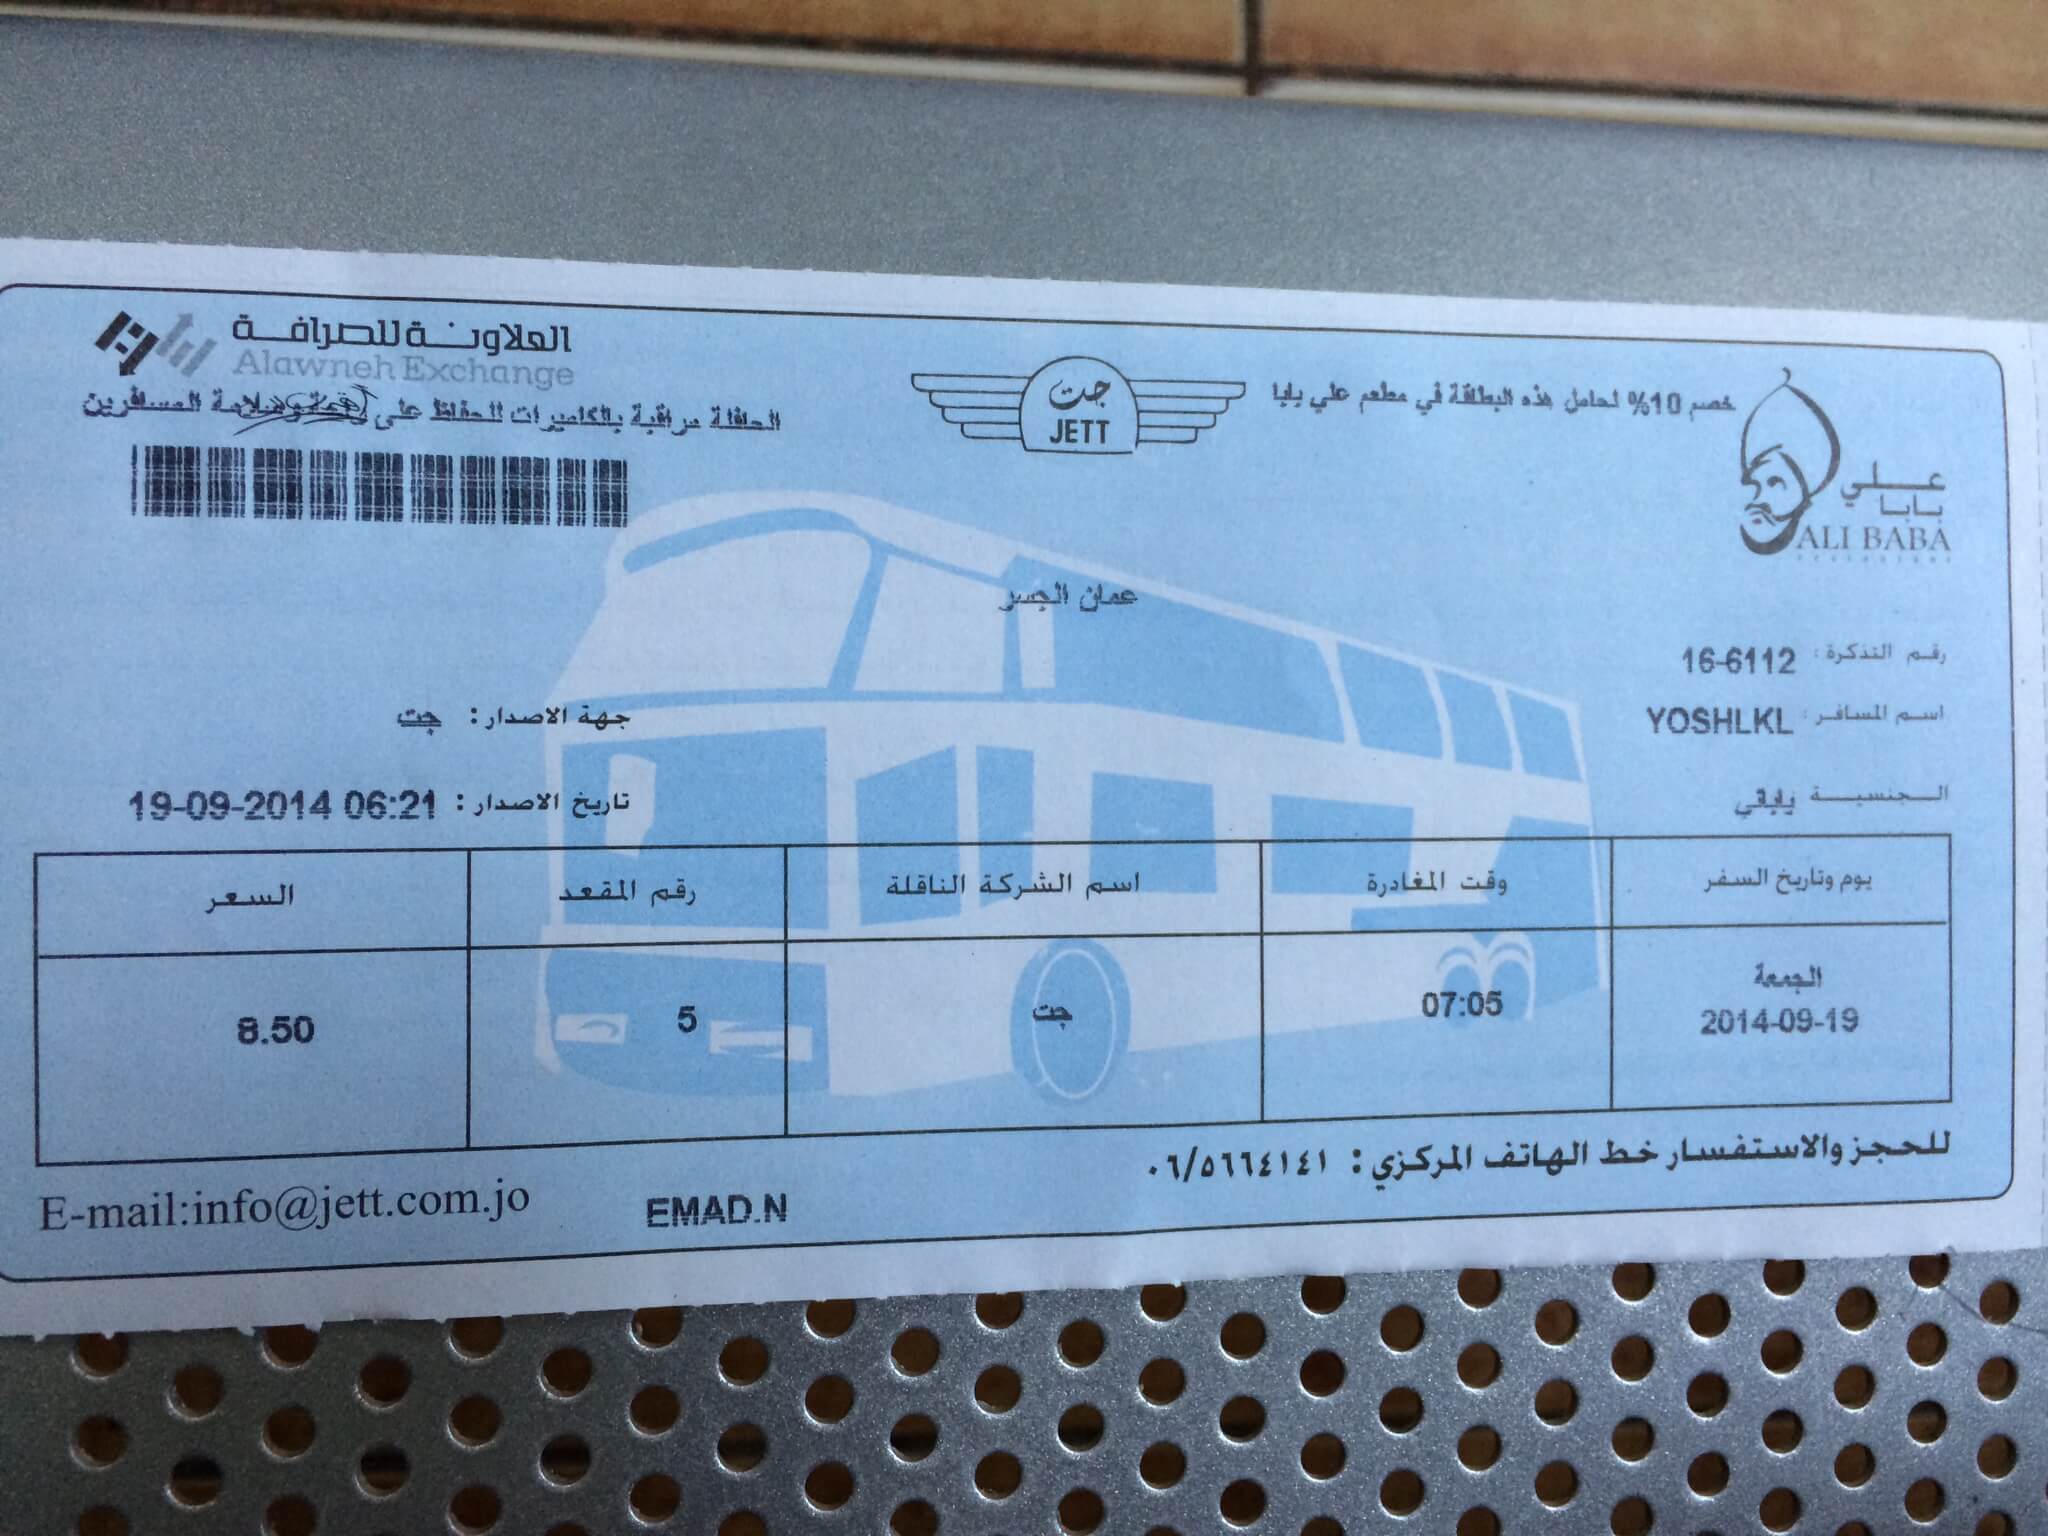 العلاونة للصرافة
Alawneh Exchange
الحافلة مراقبة بالكاميرات للحفاظ على وسلامة المسافرين
جت
JETT
خصم 10% لحامل هذه البطاقة في مطعم علي بابا
علي
بابا
ALI BABA
عمان الجسر
رقم التذكرة: 16-6112
اسم المسافر: YOSHLKL
الجنسية ياباني
جهة الاصدار: جت
تاريخ الاصدار: 19-09-2014 06:21
يوم وتاريخ السفر وقت المغادرة اسم الشركة الناقلة رقم المقعد السعر
الجمعة
2014-09-19 07:05 جت 5 8.50
للحجز والاستفسار خط الهاتف المركزي: ٠٦/٥٦٦٤١٤١
EMAD.N
E-mail:info@jett.com.jo